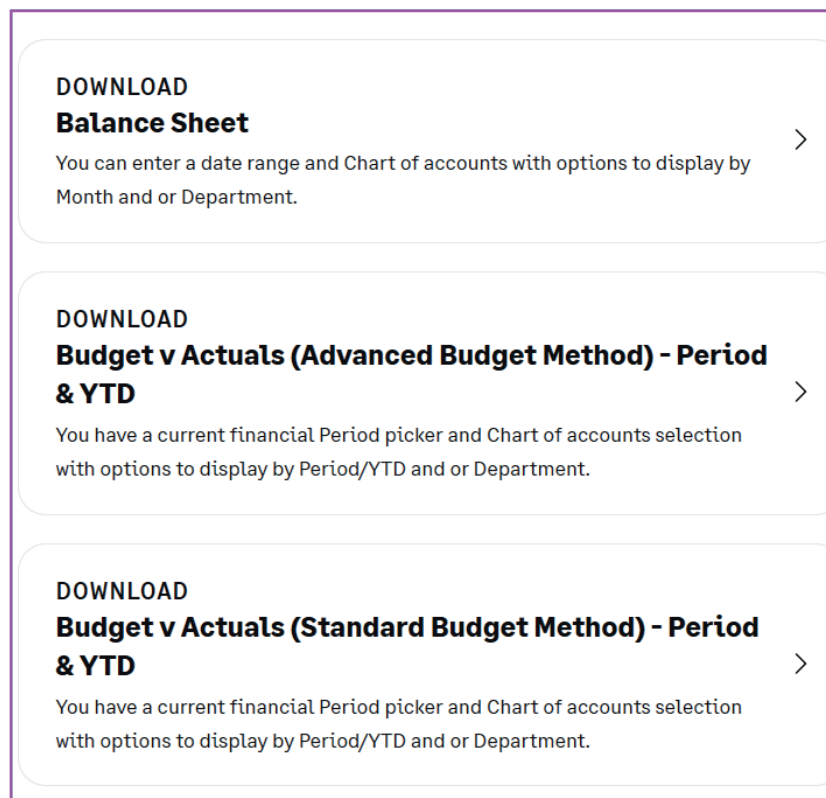 DOWNLOAD
Balance Sheet
You can enter a date range and Chart of accounts with options to display by
Month and or Department.
DOWNLOAD
Budget v Actuals (Advanced Budget Method) - Period
& YTD
You have a current financial Period picker and Chart of accounts selection
with options to display by Period/YTD and or Department.
DOWNLOAD
Budget v Actuals (Standard Budget Method) - Period
& YTD
You have a current financial Period picker and Chart of accounts selection
with options to display by Period/YTD and or Department.